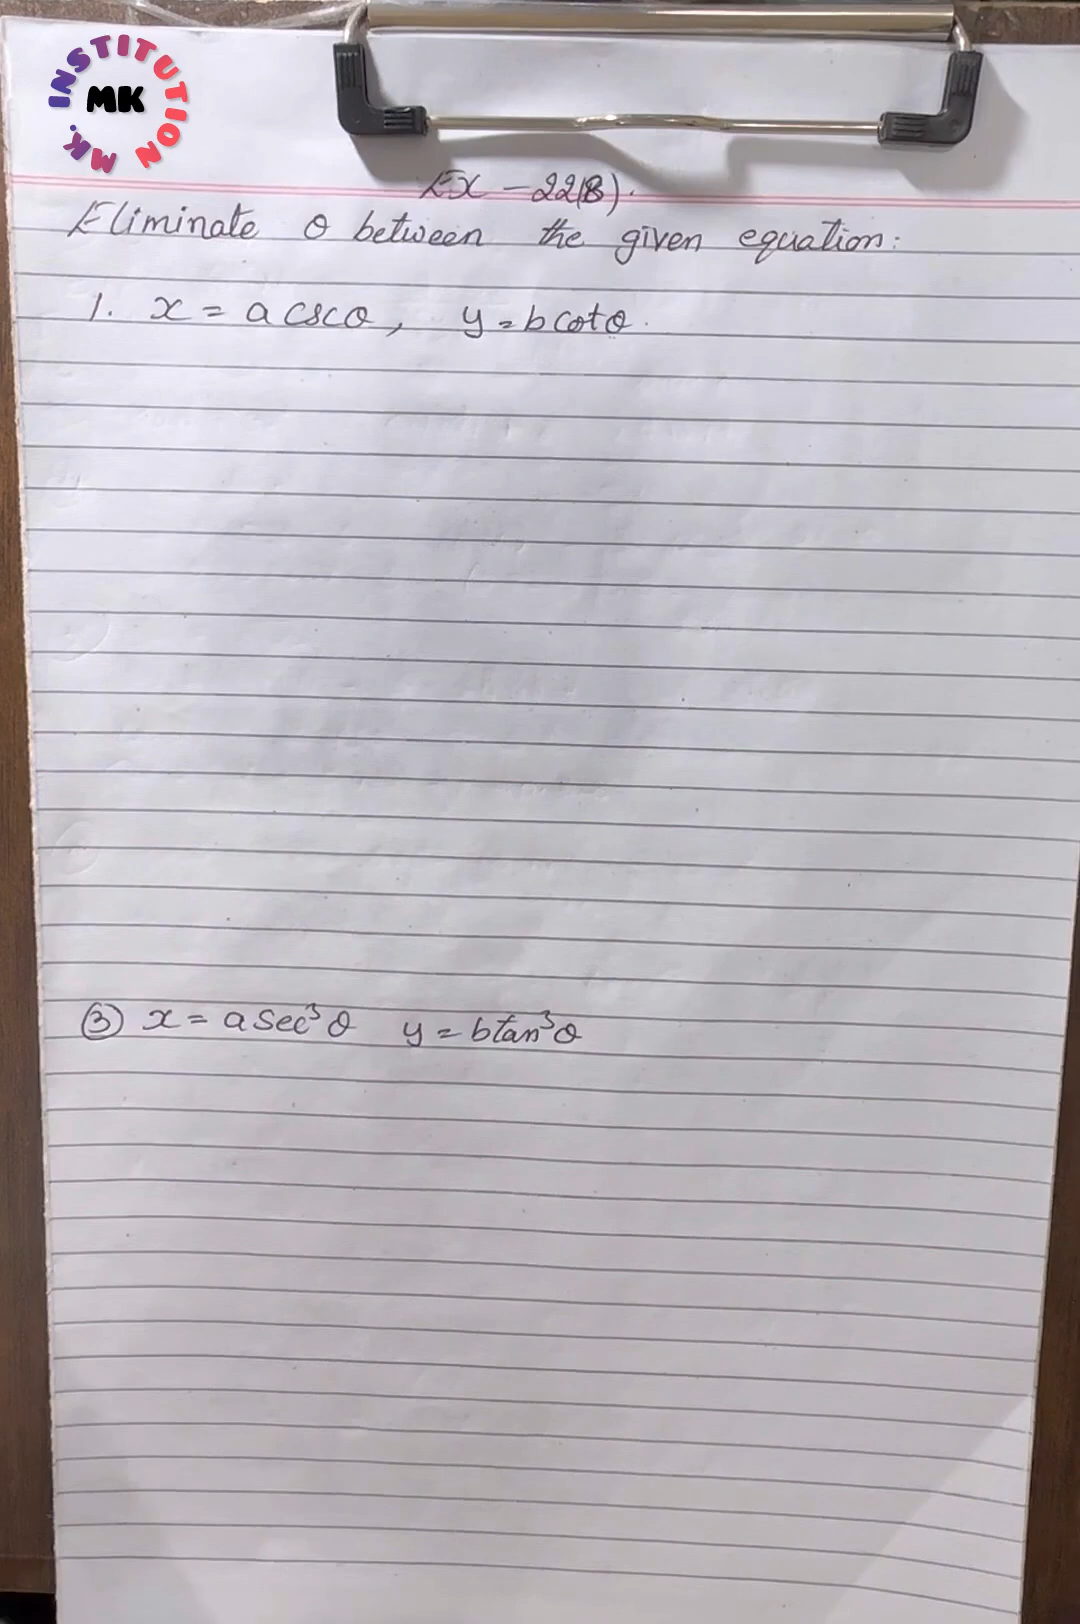 MK. INSTITUTION
MK
Ex - 22(B).
Eliminate θ between the given equation:
1. x = a cscθ, y = b cotθ.
③ x = a sec³θ y = b tan³θ